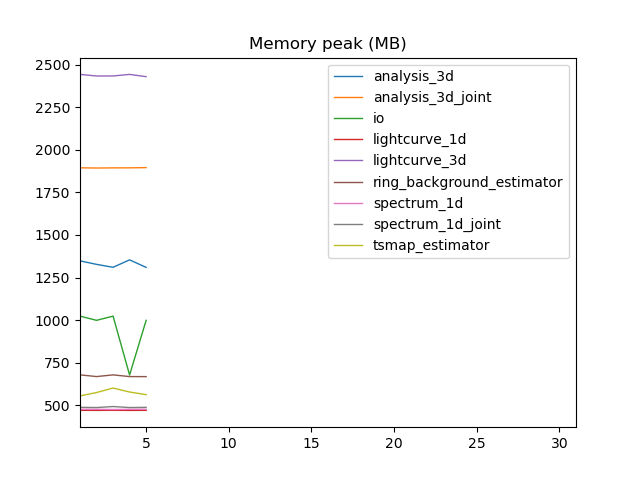 Memory peak (MB)
2500
2250
2000
1750
1500
1250
1000
750
500
analysis_3d
analysis_3d_joint
io
lightcurve_1d
lightcurve_3d
ring_background_estimator
spectrum_1d
spectrum_1d_joint
tsmap_estimator
5 10 15 20 25 30